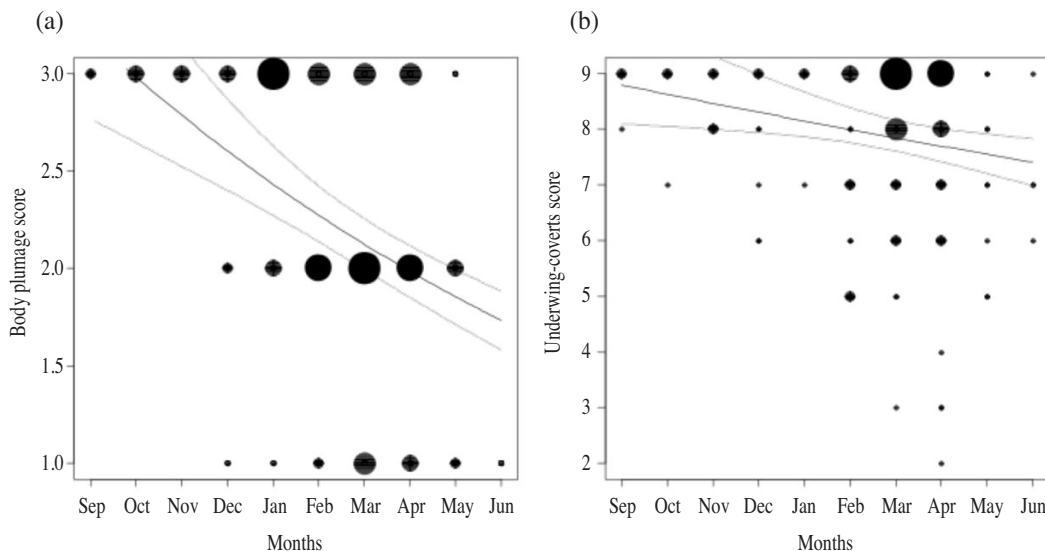 (a)
Body plumage score
3.0
2.5
2.0
1.5
1.0
Sep Oct Nov Dec Jan Feb Mar Apr May Jun
Months
(b)
Underwing-coverts score
9
8
7
6
5
4
3
2
Sep Oct Nov Dec Jan Feb Mar Apr May Jun
Months